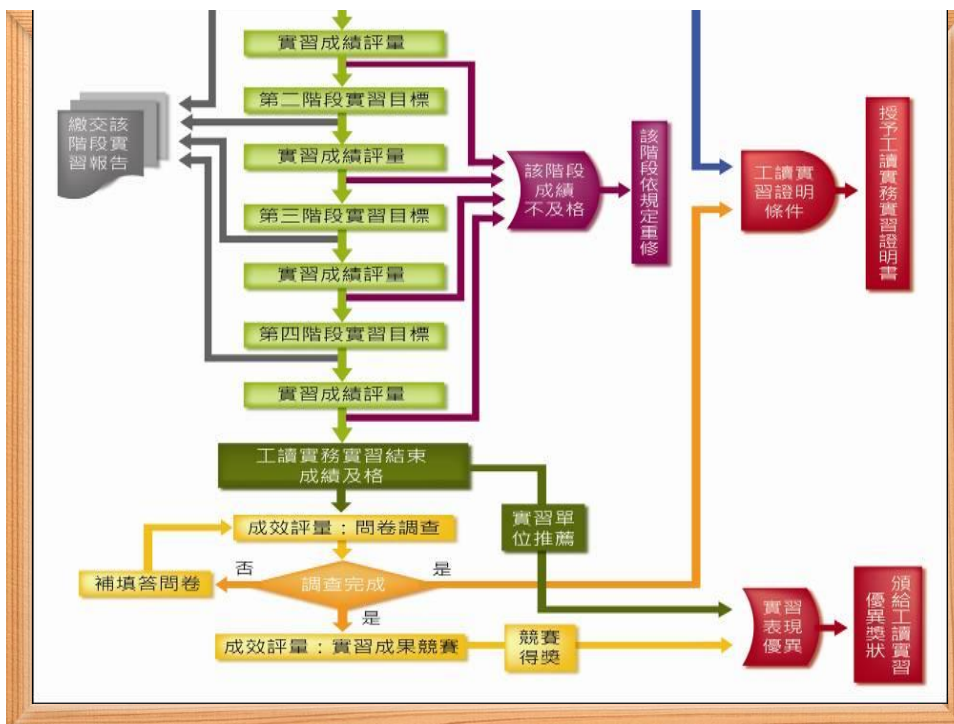 實習成績評量
第二階段實習目標
實習成績評量
第三階段實習目標
實習成績評量
第四階段實習目標
實習成績評量
繳交該
階段實
習報告
該階段
成績
不及格
該階段依規定重修
工讀實
習證明
條件
授予工讀實務實習證明書
工讀實務實習結束
成績及格
成效評量：問卷調查
實習單
位推薦
否
是
補填答問卷
調查完成
是
成效評量：實習成果競賽
競賽
得獎
實習
表現
優異
頒給工讀實習
優異獎狀